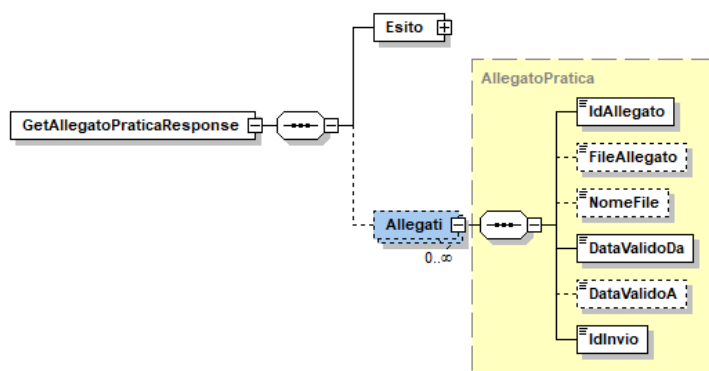 Esito
AllegatoPratica
GetAllegatoPraticaResponse
IdAllegato
FileAllegato
NomeFile
Allegati
0..∞
DataValidoDa
DataValidoA
IdInvio